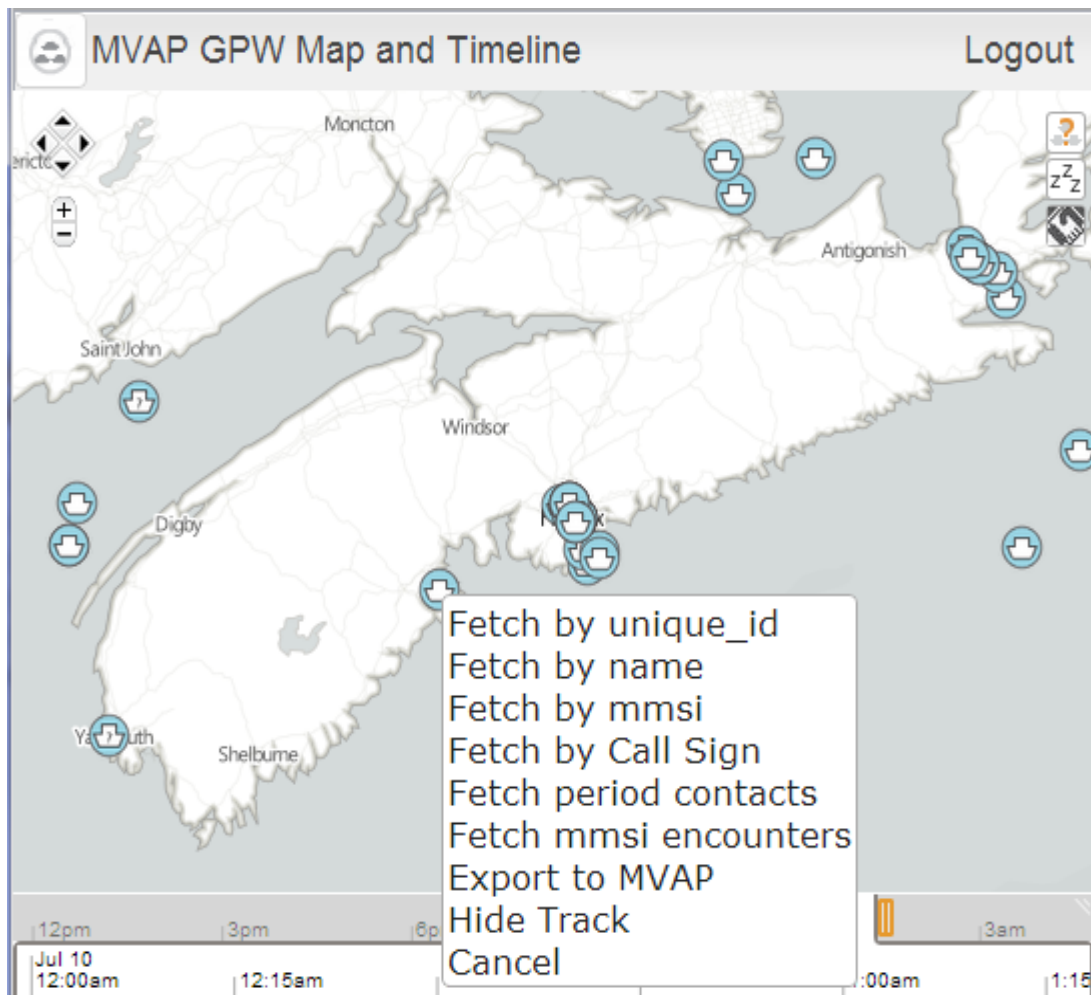 MVAP GPW Map and Timeline
Logout
Moncton
z z z
Antigonish
Saint John
Windsor
Digby
Fetch by unique_id
Fetch by name
Fetch by mmsi
Fetch by Call Sign
Shelburne
Fetch period contacts
Fetch mmsi encounters
Export to MVAP
Hide Track
Cancel
12pm
3pm
3am
Jul 10
12:00am
12:15am